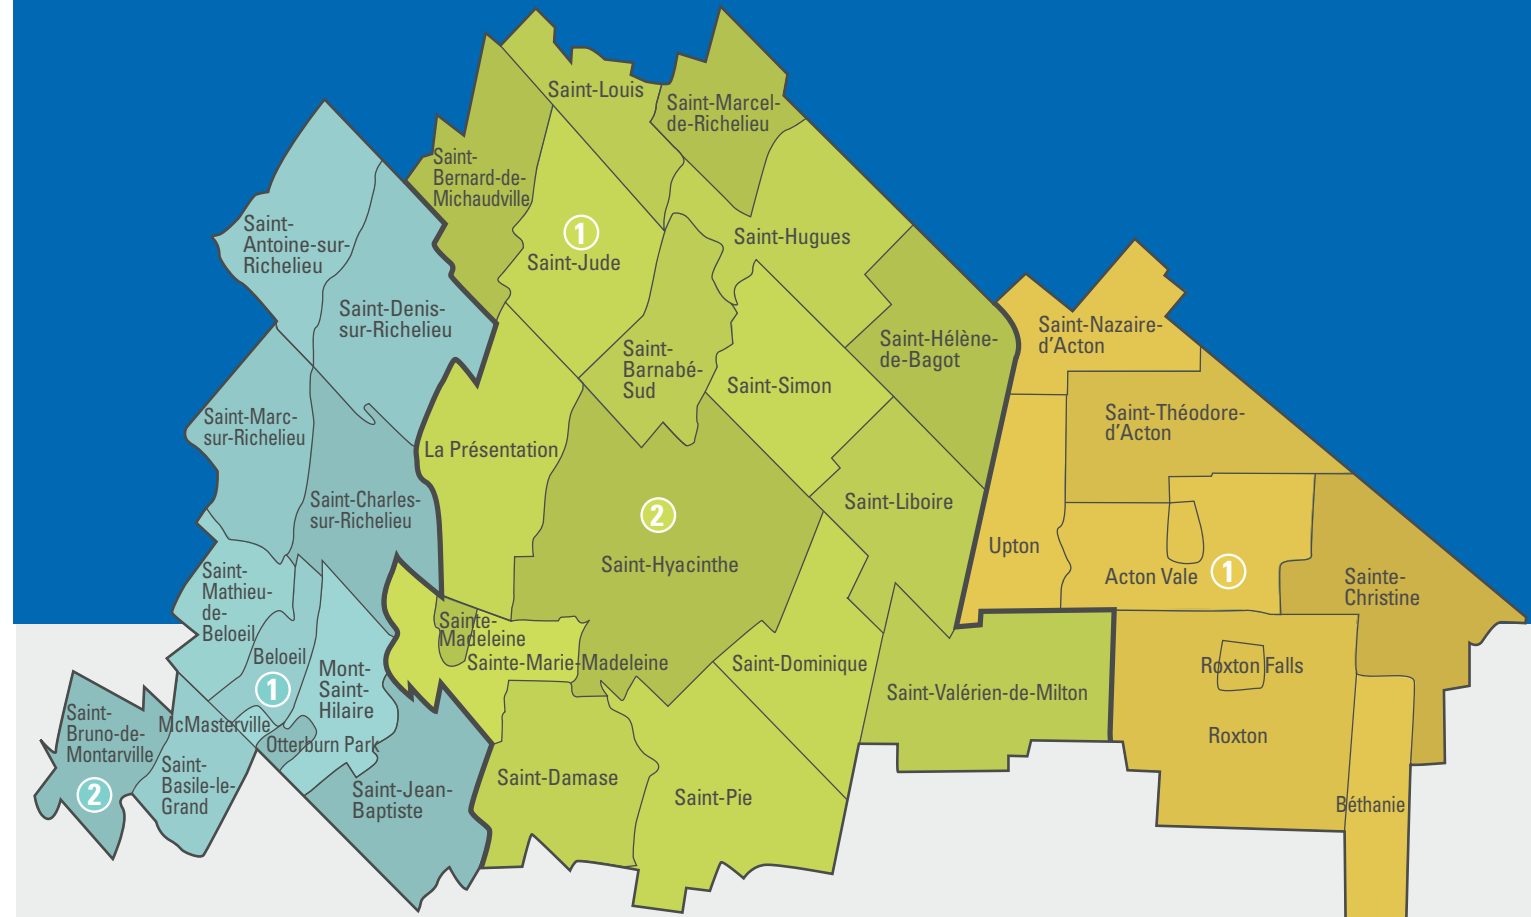 Saint-Louis
Saint-Marcel-
de-Richelieu
Saint-
Bernard-de-
Michaudville
1
Saint-Jude
Saint-Hugues
Saint-
Antoine-sur-
Richelieu
Saint-Denis-
sur-Richelieu
Saint-
Barnabé-
Sud
Saint-Hélène-
de-Bagot
Saint-Nazaire-
d'Acton
Saint-Simon
Saint-Marc-
sur-Richelieu
Saint-Théodore-
d'Acton
La Présentation
Saint-Charles-
sur-Richelieu
2
Saint-Hyacinthe
Saint-Liboire
Upton
Acton Vale
1
Sainte-
Christine
Saint-
Mathieu-
de-
Beloeil
Sainte-
Madeleine
Sainte-Marie-Madeleine
Beloeil
1
Mont-
Saint-
Hilaire
Saint-Dominique
Saint-Valérien-de-Milton
Roxton Falls
Roxton
Saint-
Bruno-de-
Montarville
2
McMasterville
Otterburn Park
Saint-
Basile-le-
Grand
Saint-Jean-
Baptiste
Saint-Damase
Saint-Pie
Béthanie